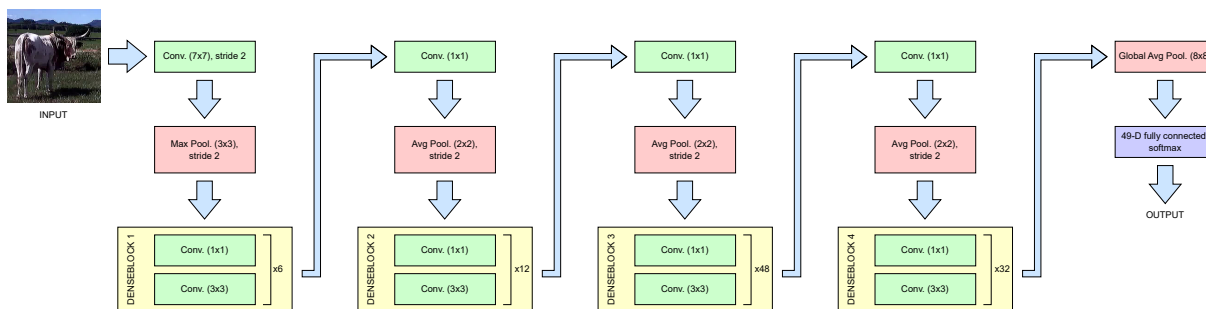 INPUT
Conv. (7x7), stride 2
Max Pool. (3x3),
stride 2
DENSEBLOCK 1
Conv. (1x1)
Conv. (3x3)
x6
Conv. (1x1)
Avg Pool. (2x2),
stride 2
DENSEBLOCK 2
Conv. (1x1)
Conv. (3x3)
x12
Conv. (1x1)
Avg Pool. (2x2),
stride 2
DENSEBLOCK 3
Conv. (1x1)
Conv. (3x3)
x48
Conv. (1x1)
Avg Pool. (2x2),
stride 2
DENSEBLOCK 4
Conv. (1x1)
Conv. (3x3)
x32
Global Avg Pool. (8x8
49-D fully connected
softmax
OUTPUT